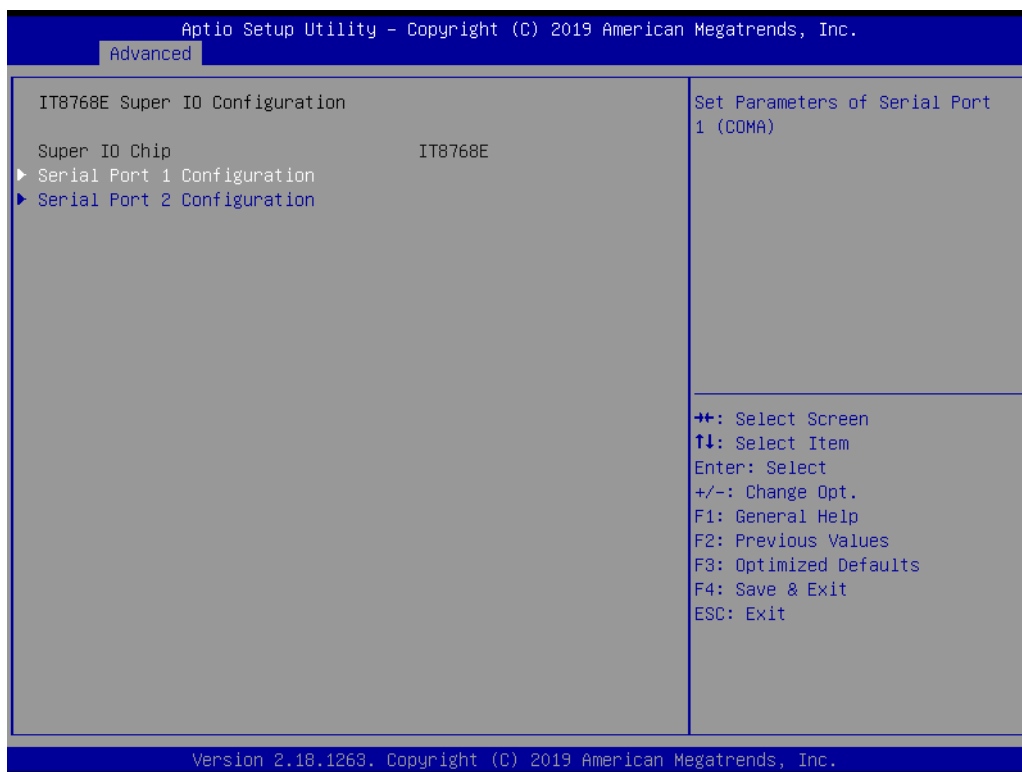 Aptio Setup Utility – Copyright (C) 2019 American Megatrends, Inc.
Advanced
IT8768E Super IO Configuration
Super IO Chip IT8768E
Serial Port 1 Configuration
Serial Port 2 Configuration
Set Parameters of Serial Port
1 (COMA)
→←: Select Screen
↑↓: Select Item
Enter: Select
+/-: Change Opt.
F1: General Help
F2: Previous Values
F3: Optimized Defaults
F4: Save & Exit
ESC: Exit
Version 2.18.1263. Copyright (C) 2019 American Megatrends, Inc.